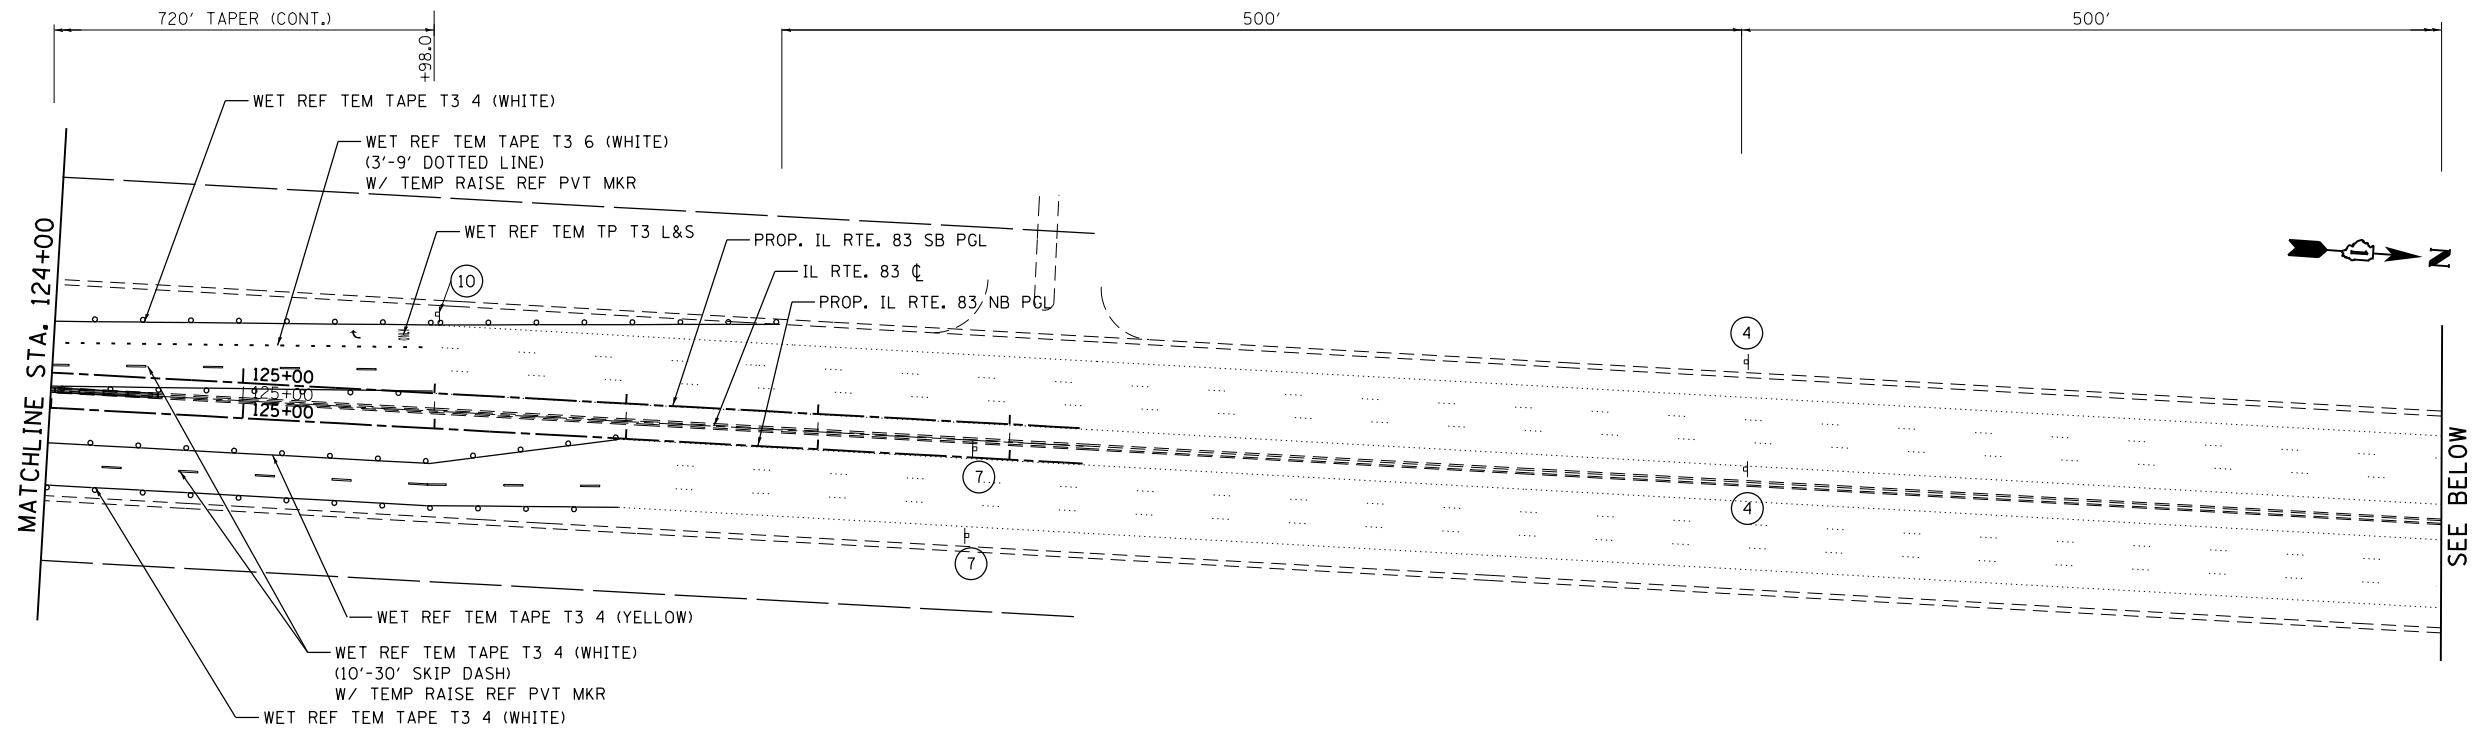 720' TAPER (CONT.)
500'
500'
+98.0
WET REF TEM TAPE T3 4 (WHITE)
WET REF TEM TAPE T3 6 (WHITE)
(3'-9' DOTTED LINE)
W/ TEMP RAISE REF PVT MKR
WET REF TEM TP T3 L&S
PROP. IL RTE. 83 SB PGL
IL RTE. 83 ℄
PROP. IL RTE. 83 NB PGL
10
1
N
MATCHLINE STA. 124+00
125+00
125+00
125+00
4
7
4
7
SEE BELOW
WET REF TEM TAPE T3 4 (YELLOW)
WET REF TEM TAPE T3 4 (WHITE)
(10'-30' SKIP DASH)
W/ TEMP RAISE REF PVT MKR
WET REF TEM TAPE T3 4 (WHITE)